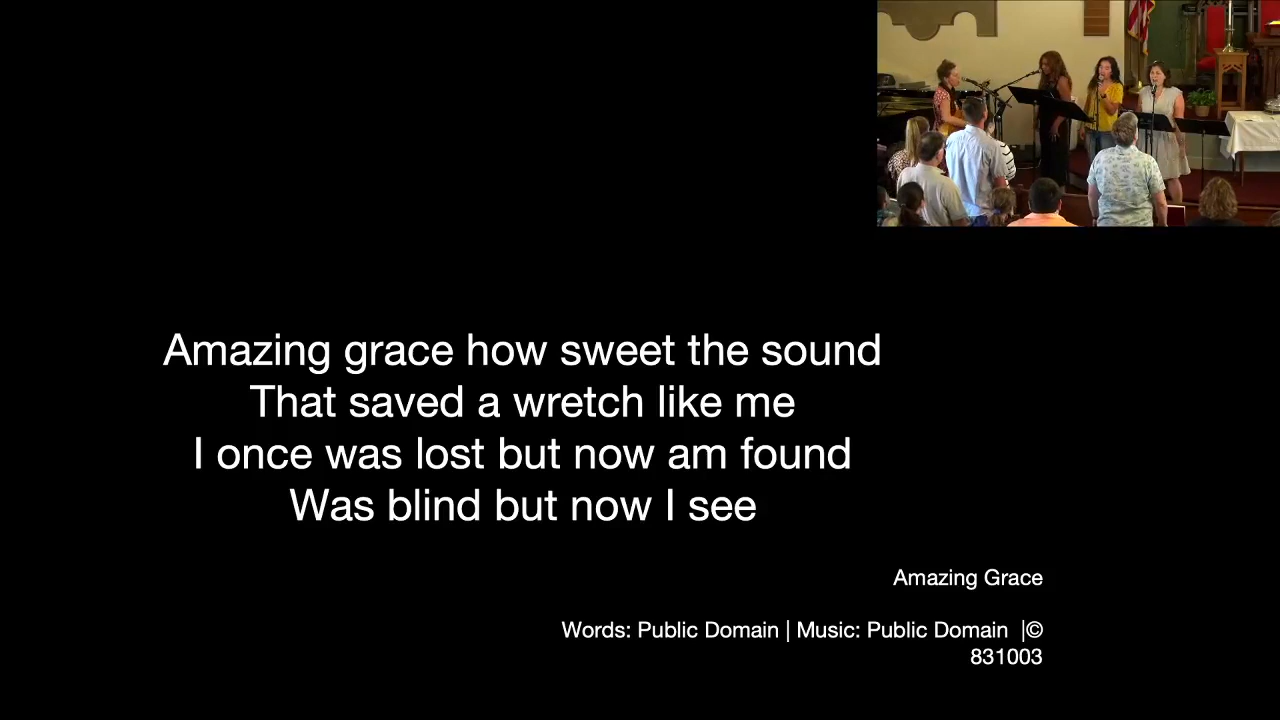 Amazing grace how sweet the sound
That saved a wretch like me
I once was lost but now am found
Was blind but now I see
Amazing Grace
Words: Public Domain | Music: Public Domain |©
831003